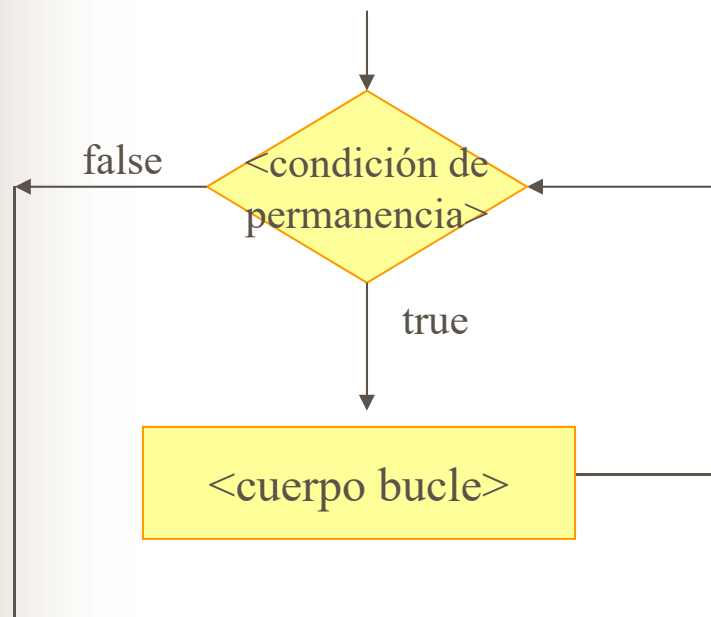 false
<condición de
permanencia>
true
<cuerpo bucle>